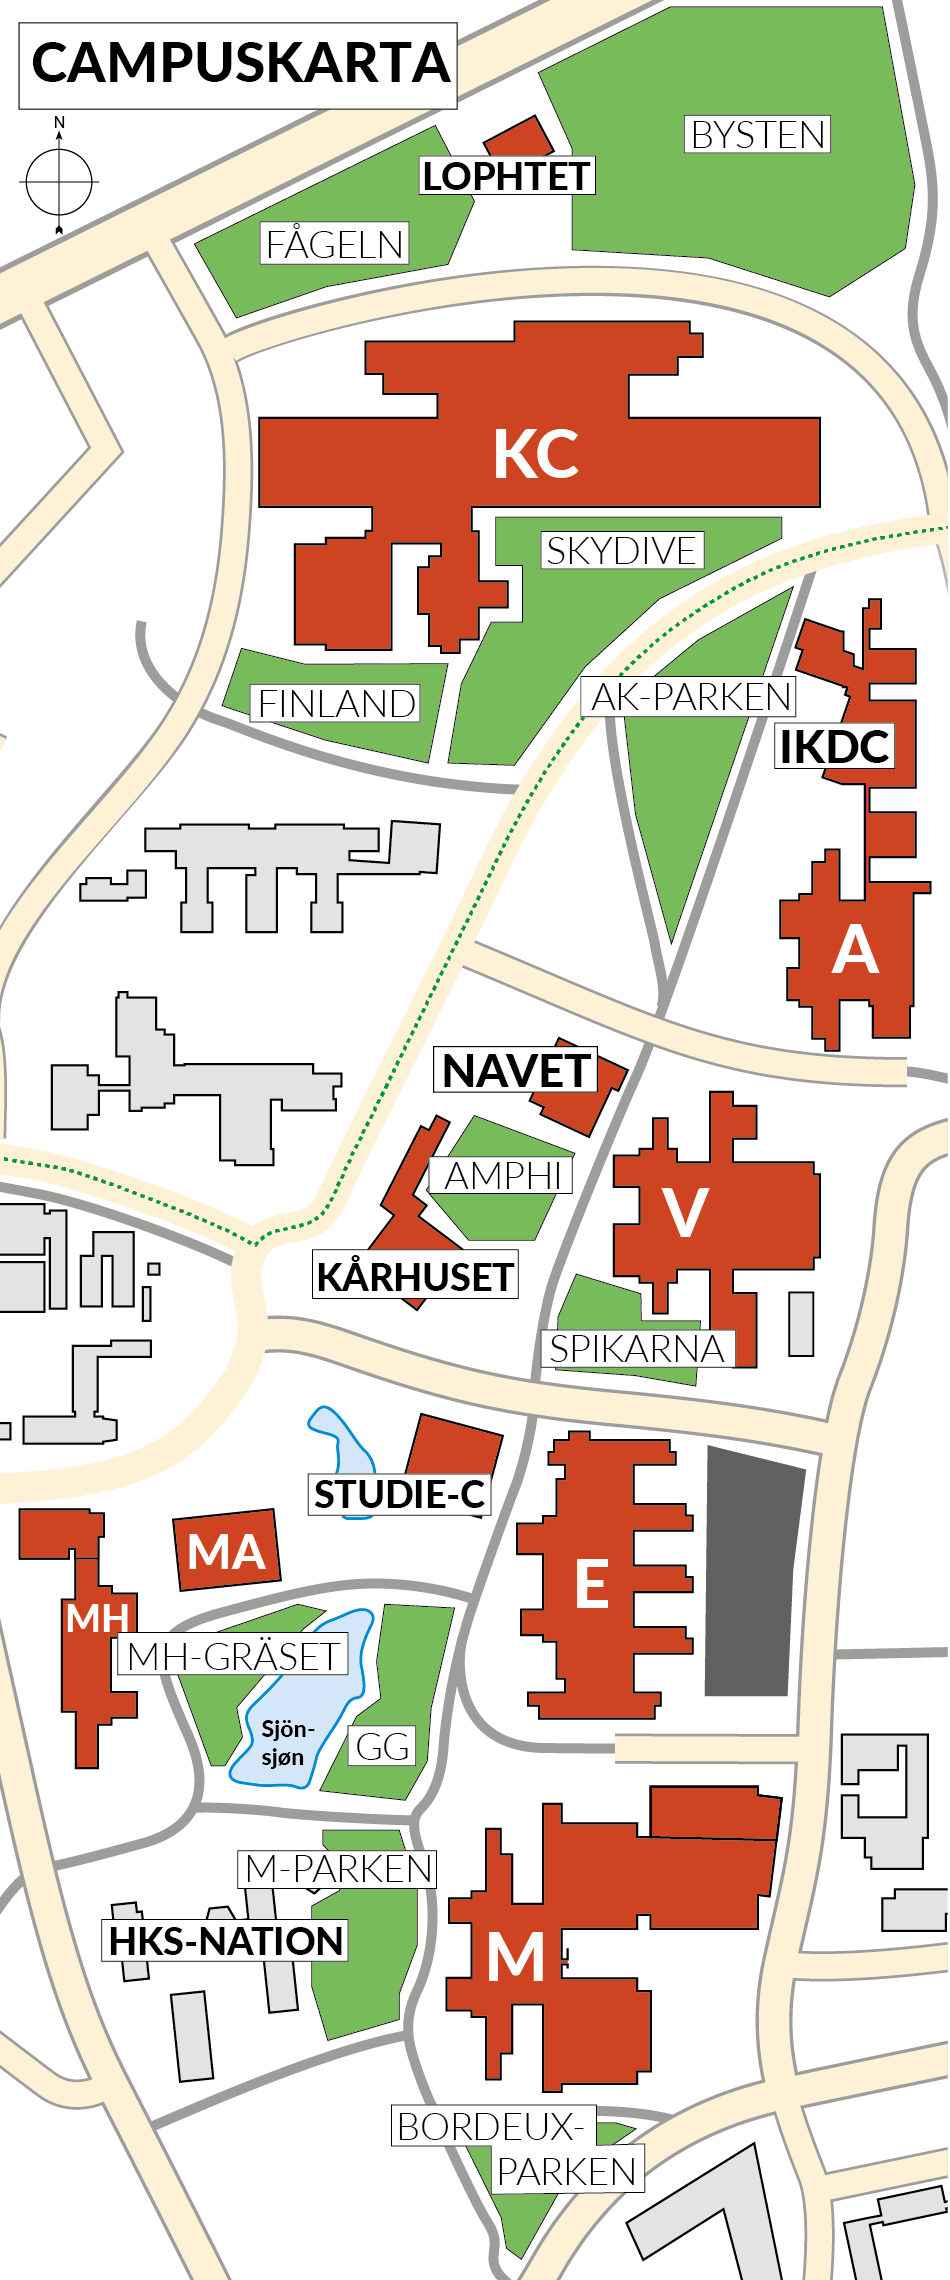 CAMPUSKARTA
N
BYSTEN
LOPHTET
FÅGELN
KC
SKYDIVE
FINLAND
AK-PARKEN
IKDC
A
NAVET
AMPHI
V
KÅRHUSET
SPIKARNA
STUDIE-C
MA
E
MH
MH-GRÄSET
Sjön-
sjøn
GG
M-PARKEN
HKS-NATION
M
BORDEUX-
PARKEN